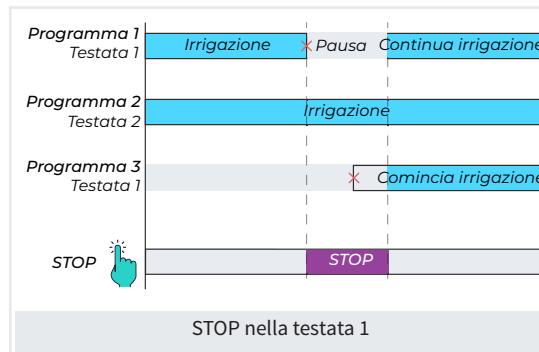 Programma 1
Testata 1
Irrigazione
Pausa
Continua irrigazione
Programma 2
Testata 2
Irrigazione
Programma 3
Testata 1
Comincia irrigazione
STOP
STOP
STOP nella testata 1